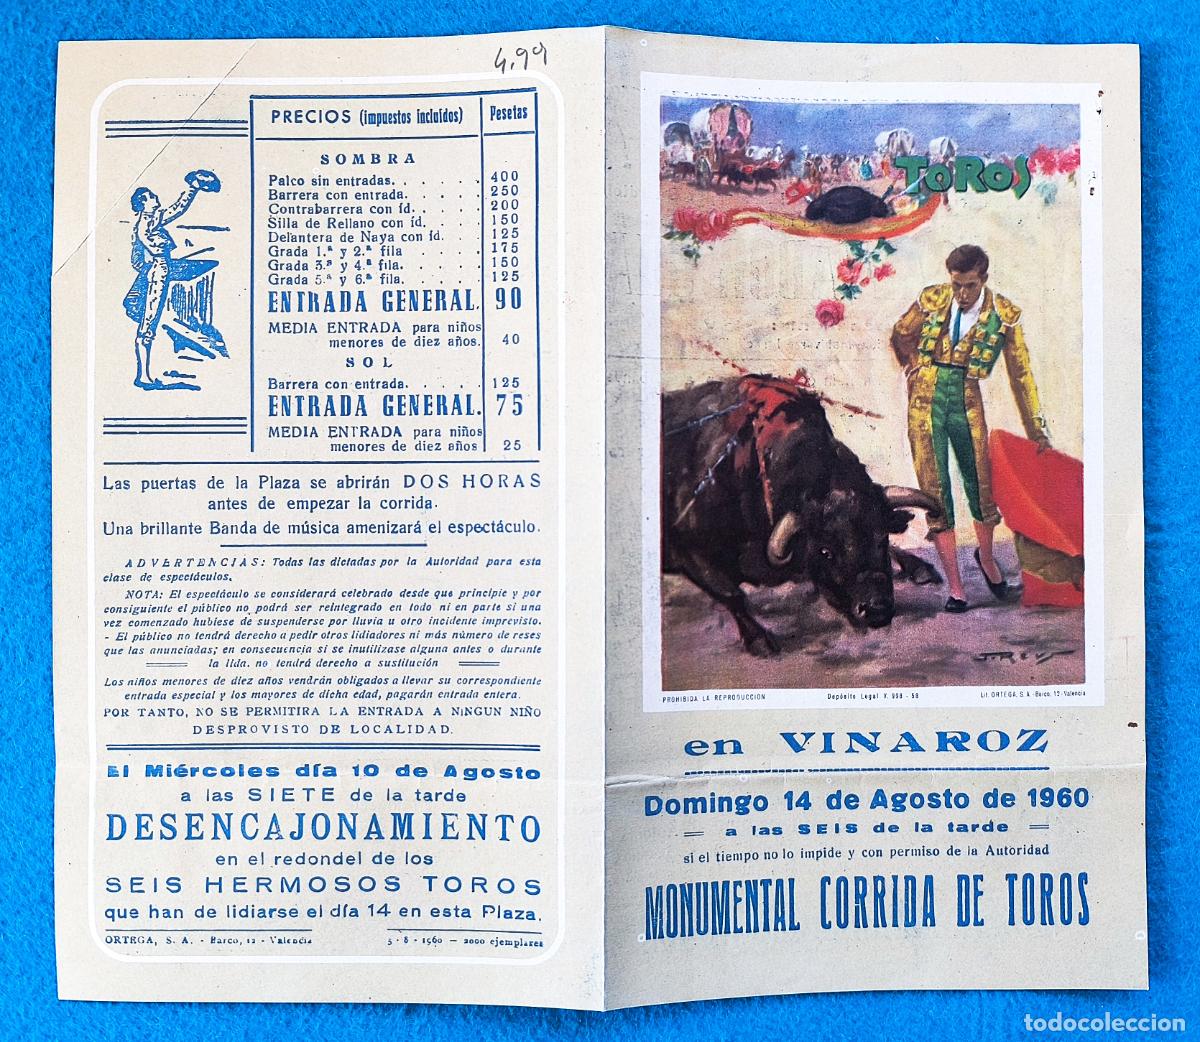 4.99
PRECIOS (impuestos incluídos) Pesetas
SOMBRA
Palco sin entradas. . . . . . 400
Barrera con entrada. . . . . 250
Contrabarrera con íd. . . . . 200
Silla de Rellano con íd. . . . 150
Delantera de Naya con íd. . . 125
Grada 1.ª y 2.ª fila . . . . 175
Grada 3.ª y 4.ª fila. . . . . 150
Grada 5.ª y 6.ª fila. . . . . 125
ENTRADA GENERAL. 90
MEDIA ENTRADA para niños
menores de diez años. 40
SOL
Barrera con entrada. . . . . 125
ENTRADA GENERAL. 75
MEDIA ENTRADA para niños
menores de diez años 25
Las puertas de la Plaza se abrirán DOS HORAS
antes de empezar la corrida.
Una brillante Banda de música amenizará el espectáculo.
ADVERTENCIAS: Todas las dictadas por la Autoridad para esta
clase de espectáculos.
NOTA: El espectáculo se considerará celebrado desde que principie y por
consiguiente el público no podrá ser reintegrado en todo ni en parte si una
vez comenzado hubiese de suspenderse por lluvia u otro incidente imprevisto.
- El público no tendrá derecho a pedir otros lidiadores ni más número de reses
que las anunciadas; en consecuencia si se inutilizase alguna antes o durante
la lidia. no tendrá derecho a sustitución
Los niños menores de diez años vendrán obligados a llevar su correspondiente
entrada especial y los mayores de dicha edad, pagarán entrada entera.
POR TANTO, NO SE PERMITIRA LA ENTRADA A NINGUN NIÑO
DESPROVISTO DE LOCALIDAD.
El Miércoles día 10 de Agosto
a las SIETE de la tarde
DESENCAJONAMIENTO
en el redondel de los
SEIS HERMOSOS TOROS
que han de lidiarse el día 14 en esta Plaza.
ORTEGA, S. A. - Barco, 12 - Valencia 5 - 8 - 1960 — 2000 ejemplares
TOROS
J. REUS
PROHIBIDA LA REPRODUCCION Depósito Legal V. 998 - 58 Lit. ORTEGA, S. A. - Barco, 12 - Valencia
en VINAROZ
Domingo 14 de Agosto de 1960
= a las SEIS de la tarde =
si el tiempo no lo impide y con permiso de la Autoridad
MONUMENTAL CORRIDA DE TOROS
todocoleccion